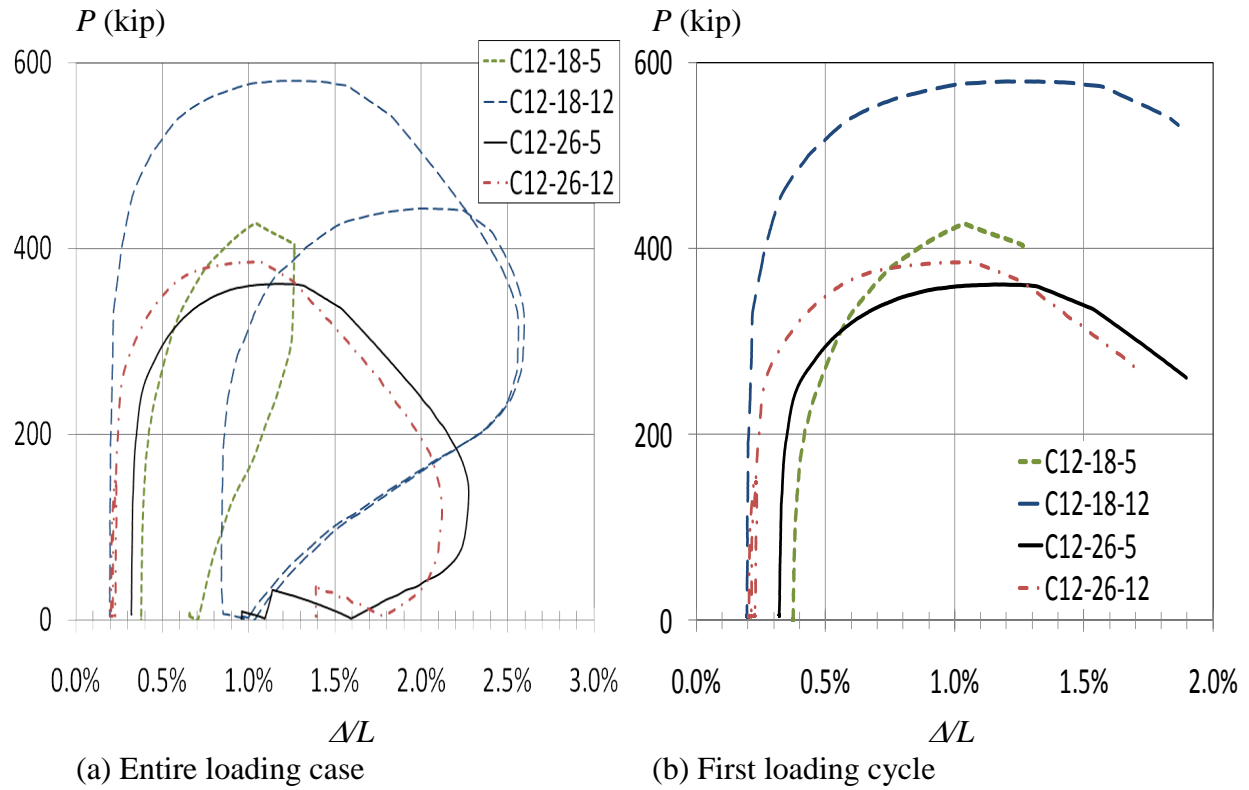 P (kip)
600
400
200
0
0.0% 0.5% 1.0% 1.5% 2.0% 2.5% 3.0%
Δ/L
C12-18-5
C12-18-12
C12-26-5
C12-26-12
(a) Entire loading case
P (kip)
600
400
200
0
0.0% 0.5% 1.0% 1.5% 2.0%
Δ/L
C12-18-5
C12-18-12
C12-26-5
C12-26-12
(b) First loading cycle